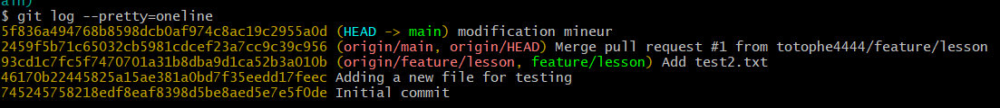 ain)
$ git log --pretty=oneline
5f836a494768b8598dcb0af974c8ac19c2955a0d (HEAD -> main) modification mineur
2459f5b71c65032cb5981cdcef23a7cc9c39c956 (origin/main, origin/HEAD) Merge pull request #1 from totophe4444/feature/lesson
93cd1c7fc5f7470701a31b8dba9d1ca52b3a010b (origin/feature/lesson, feature/lesson) Add test2.txt
46170b22445825a15ae381a0bd7f35eedd17feec Adding a new file for testing
745245758218edf8eaf8398d5be8aed5e7e5f0de Initial commit